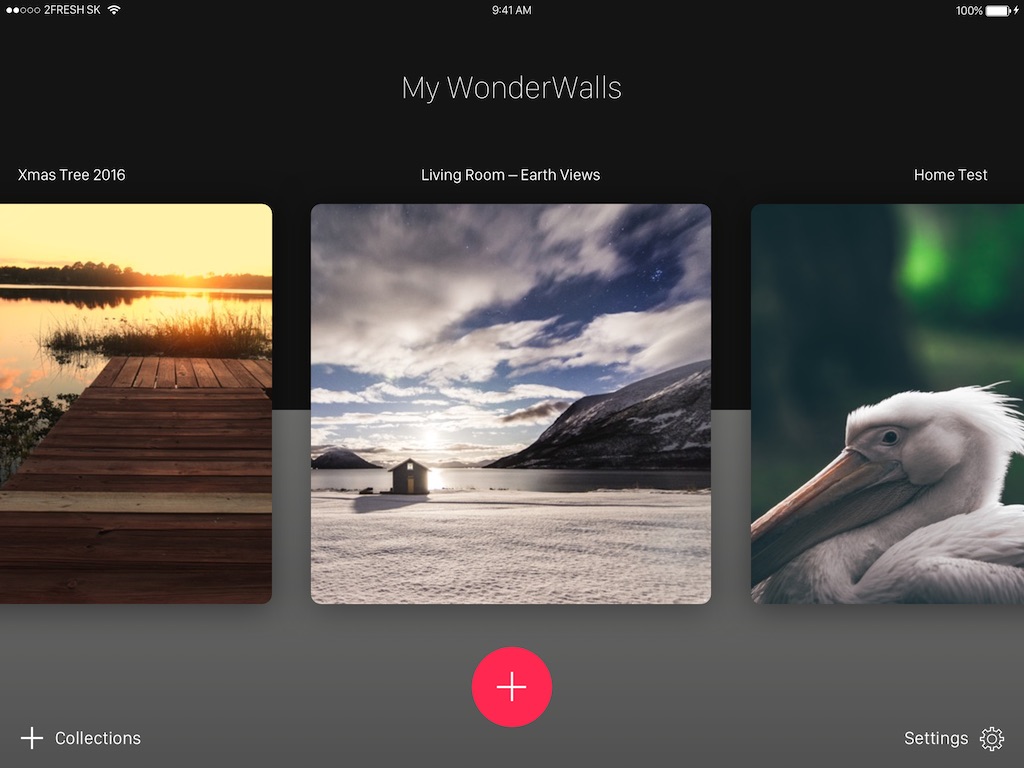 2FRESH SK
9:41 AM
100%
My WonderWalls
Xmas Tree 2016
Living Room – Earth Views
Home Test
Collections
Settings